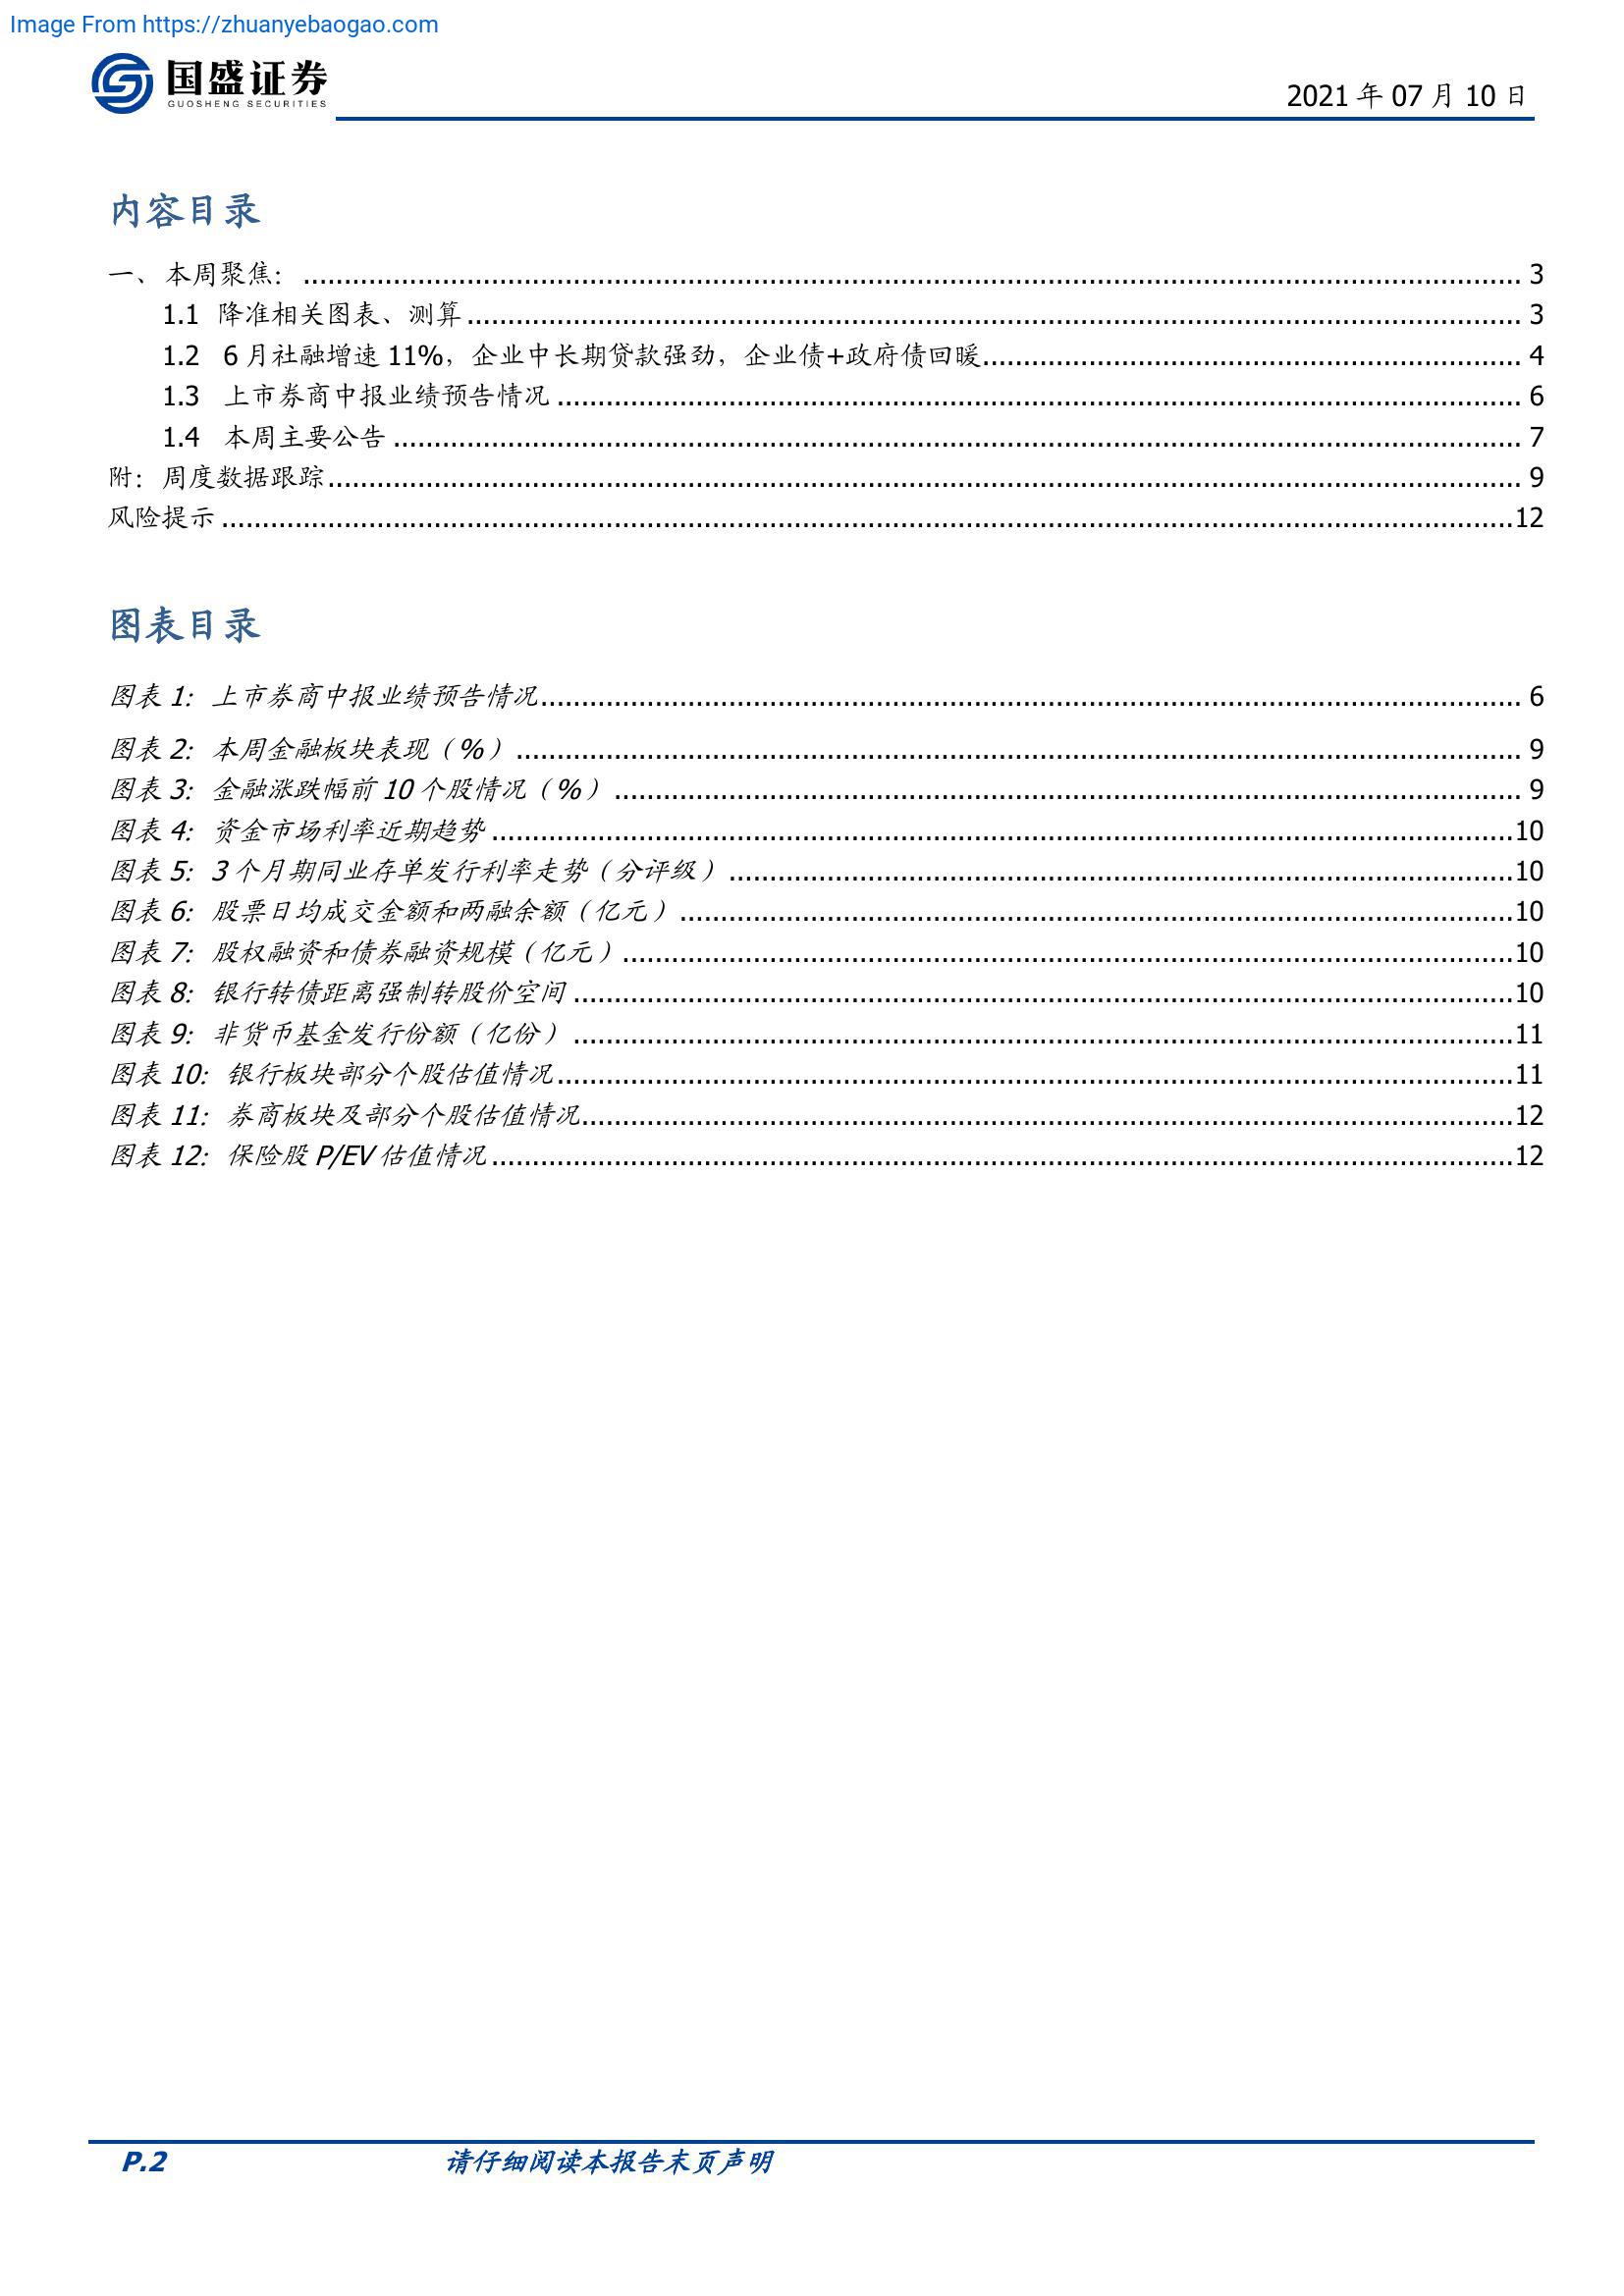 Image From https://zhuanyebaogao.com
国盛证券
GUOSHENG SECURITIES
2021 年 07 月 10 日
内容目录
一、 本周聚焦： 3
1.1 降准相关图表、测算 3
1.2 6 月社融增速 11%，企业中长期贷款强劲，企业债+政府债回暖 4
1.3 上市券商中报业绩预告情况 6
1.4 本周主要公告 7
附：周度数据跟踪 9
风险提示 12
图表目录
图表 1：上市券商中报业绩预告情况 6
图表 2：本周金融板块表现（%） 9
图表 3：金融涨跌幅前 10 个股情况（%） 9
图表 4：资金市场利率近期趋势 10
图表 5：3 个月期同业存单发行利率走势（分评级） 10
图表 6：股票日均成交金额和两融余额（亿元） 10
图表 7：股权融资和债券融资规模（亿元） 10
图表 8：银行转债距离强制转股价空间 10
图表 9：非货币基金发行份额（亿份） 11
图表 10：银行板块部分个股估值情况 11
图表 11：券商板块及部分个股估值情况 12
图表 12：保险股 P/EV 估值情况 12
P.2 请仔细阅读本报告末页声明